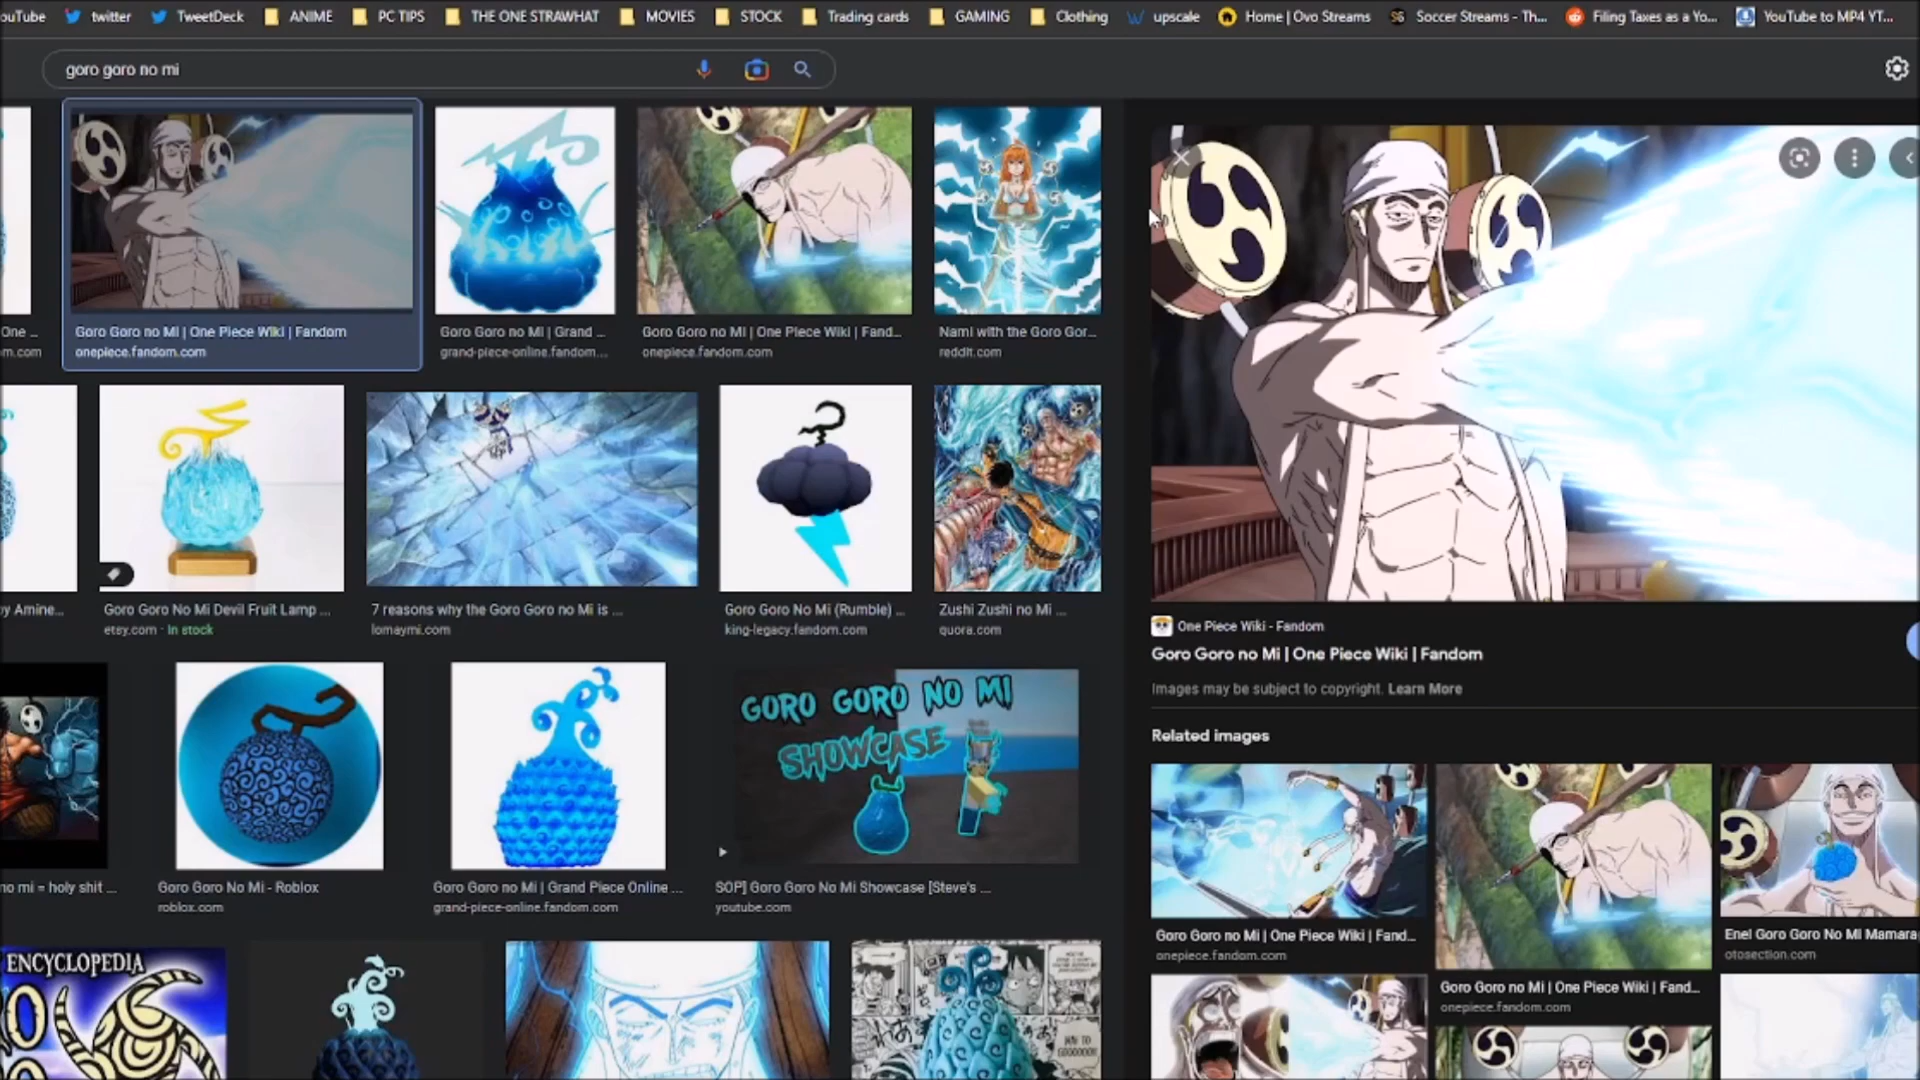 ouTube
twitter
TweetDeck
ANIME
PC TIPS
THE ONE STRAWHAT
MOVIES
STOCK
Trading cards
GAMING
Clothing
upscale
Home | Ovo Streams
Soccer Streams - Th...
Filing Taxes as a Yo...
YouTube to MP4 YT...
goro goro no mi
One ...
m.com
Goro Goro no Mi | One Piece Wiki | Fandom
onepiece.fandom.com
Goro Goro no Mi | Grand ...
grand-piece-online.fandom...
Goro Goro no Mi | One Piece Wiki | Fand...
onepiece.fandom.com
Nami with the Goro Gor...
reddit.com
by Amine...
Goro Goro No Mi Devil Fruit Lamp ...
etsy.com · In stock
7 reasons why the Goro Goro no Mi is ...
lomaymi.com
Goro Goro No Mi (Rumble) ...
king-legacy.fandom.com
Zushi Zushi no Mi ...
quora.com
One Piece Wiki - Fandom
Goro Goro no Mi | One Piece Wiki | Fandom
Images may be subject to copyright. Learn More
Related images
GORO GORO NO MI
SHOWCASE
no mi = holy shit ...
Goro Goro No Mi - Roblox
roblox.com
Goro Goro no Mi | Grand Piece Online ...
grand-piece-online.fandom.com
SOP] Goro Goro No Mi Showcase [Steve's ...
youtube.com
Goro Goro no Mi | One Piece Wiki | Fand...
onepiece.fandom.com
Goro Goro no Mi | One Piece Wiki | Fand...
onepiece.fandom.com
Enel Goro Goro No Mi Mamara
otosection.com
ENCYCLOPEDIA